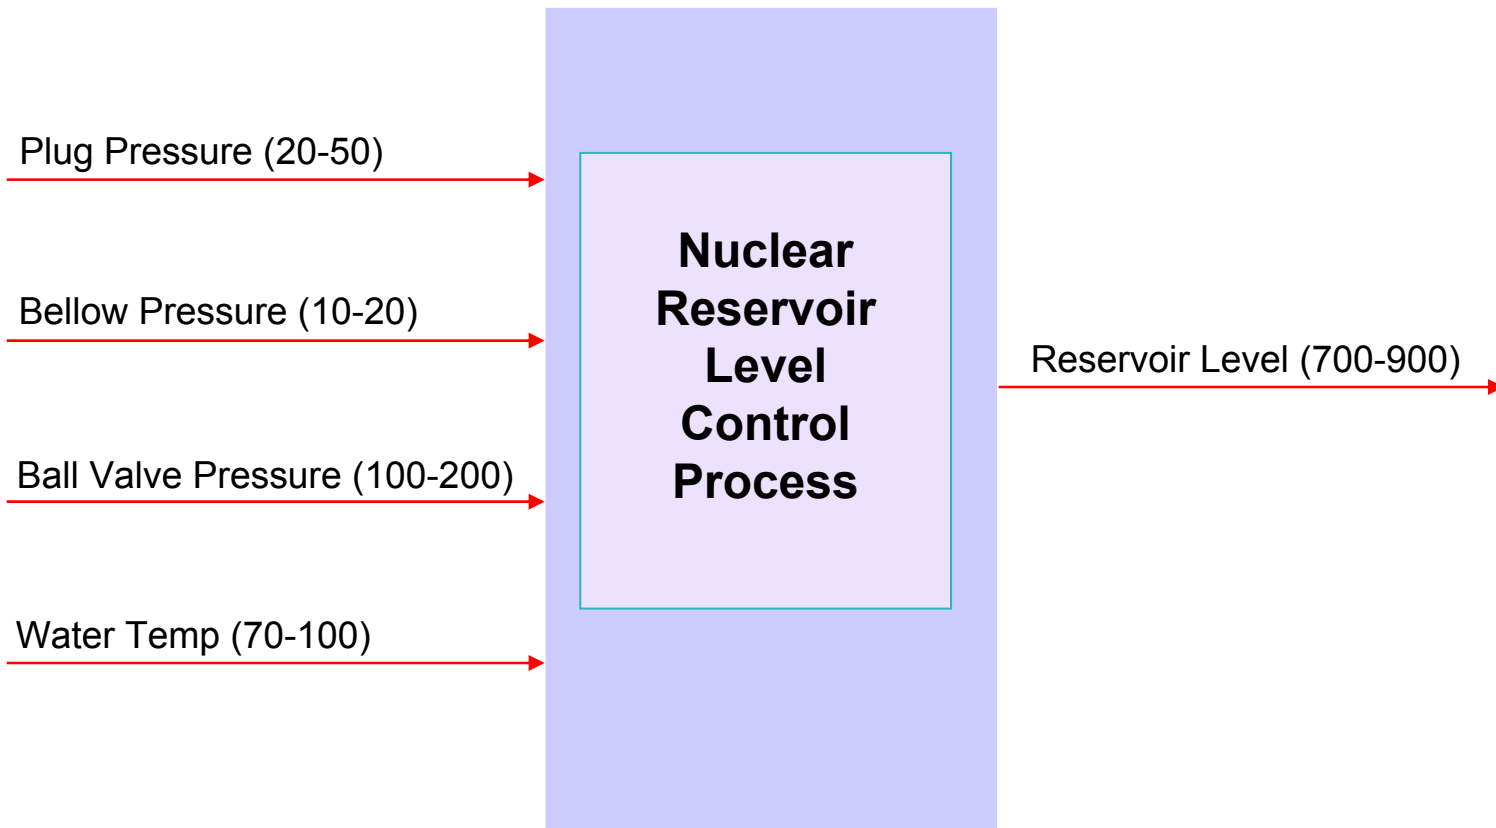 Plug Pressure (20-50)
Bellow Pressure (10-20)
Ball Valve Pressure (100-200)
Water Temp (70-100)
Nuclear
Reservoir
Level
Control
Process
Reservoir Level (700-900)